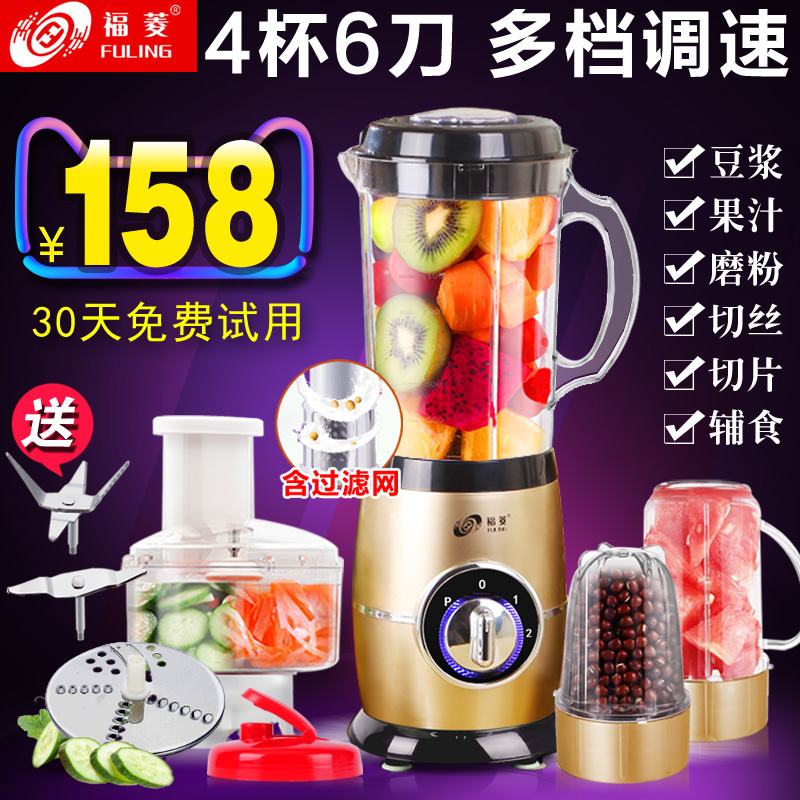 福菱
FULING
4杯6刀 多档调速
¥158
30天免费试用
豆浆
果汁
磨粉
切丝
切片
辅食
送
含过滤网
福菱
FULING
P 0 1 2